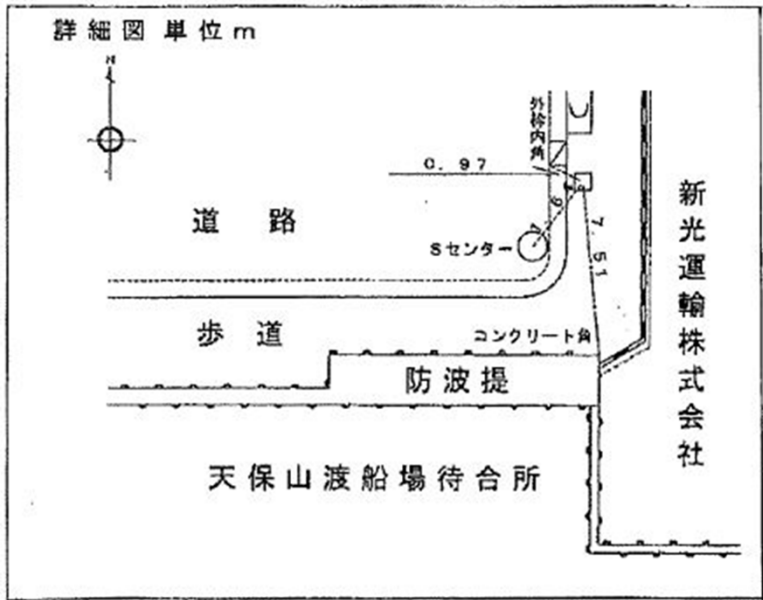 詳細図 単位m
N
外枠内角
0.97
道路
4.9
Sセンター
7.51
新光運輸株式会社
歩道
コンクリート角
防波提
天保山渡船場待合所